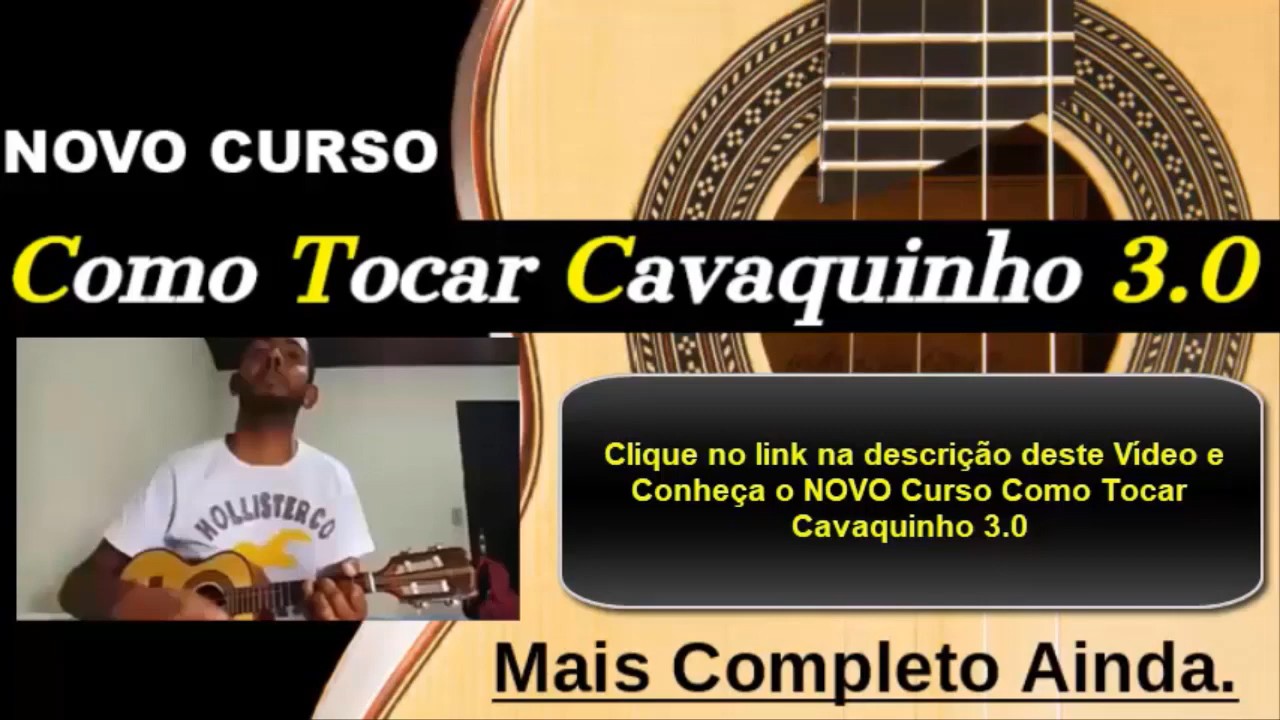 NOVO CURSO
Como Tocar Cavaquinho 3.0
HOLLISTER CO
Clique no link na descrição deste Vídeo e
Conheça o NOVO Curso Como Tocar
Cavaquinho 3.0
Mais Completo Ainda.